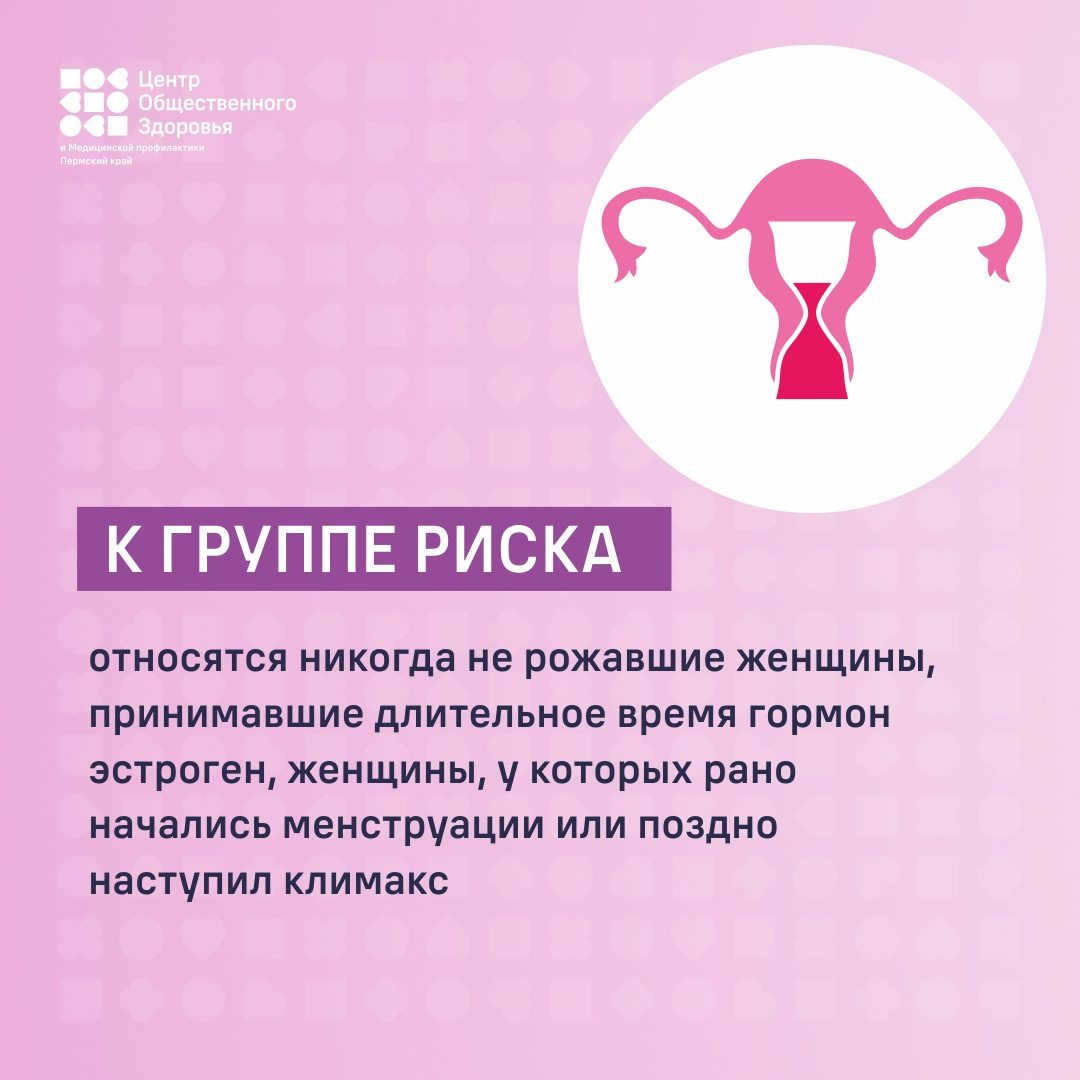 Центр
Общественного
Здоровья
и Медицинской профилактики
Пермский край
К ГРУППЕ РИСКА
относятся никогда не рожавшие женщины,
принимавшие длительное время гормон
эстроген, женщины, у которых рано
начались менструации или поздно
наступил климакс